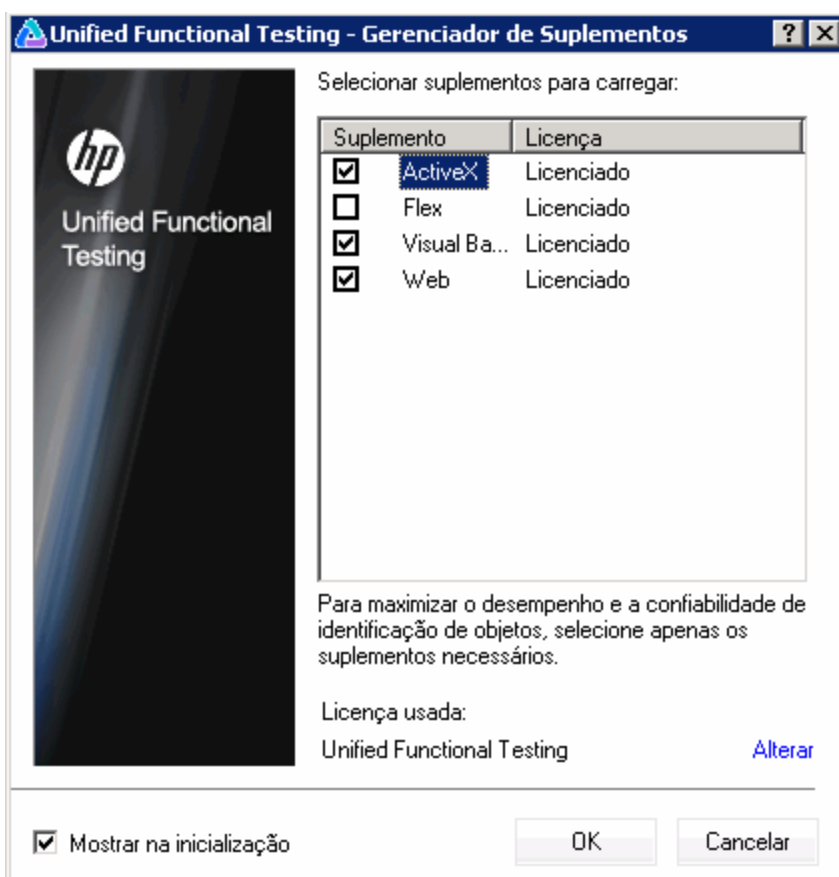 Unified Functional Testing - Gerenciador de Suplementos
hp
Unified Functional
Testing
Selecionar suplementos para carregar:
Suplemento Licença
ActiveX Licenciado
Flex Licenciado
Visual Ba... Licenciado
Web Licenciado
Para maximizar o desempenho e a confiabilidade de
identificação de objetos, selecione apenas os
suplementos necessários.
Licença usada:
Unified Functional Testing Alterar
Mostrar na inicialização OK Cancelar